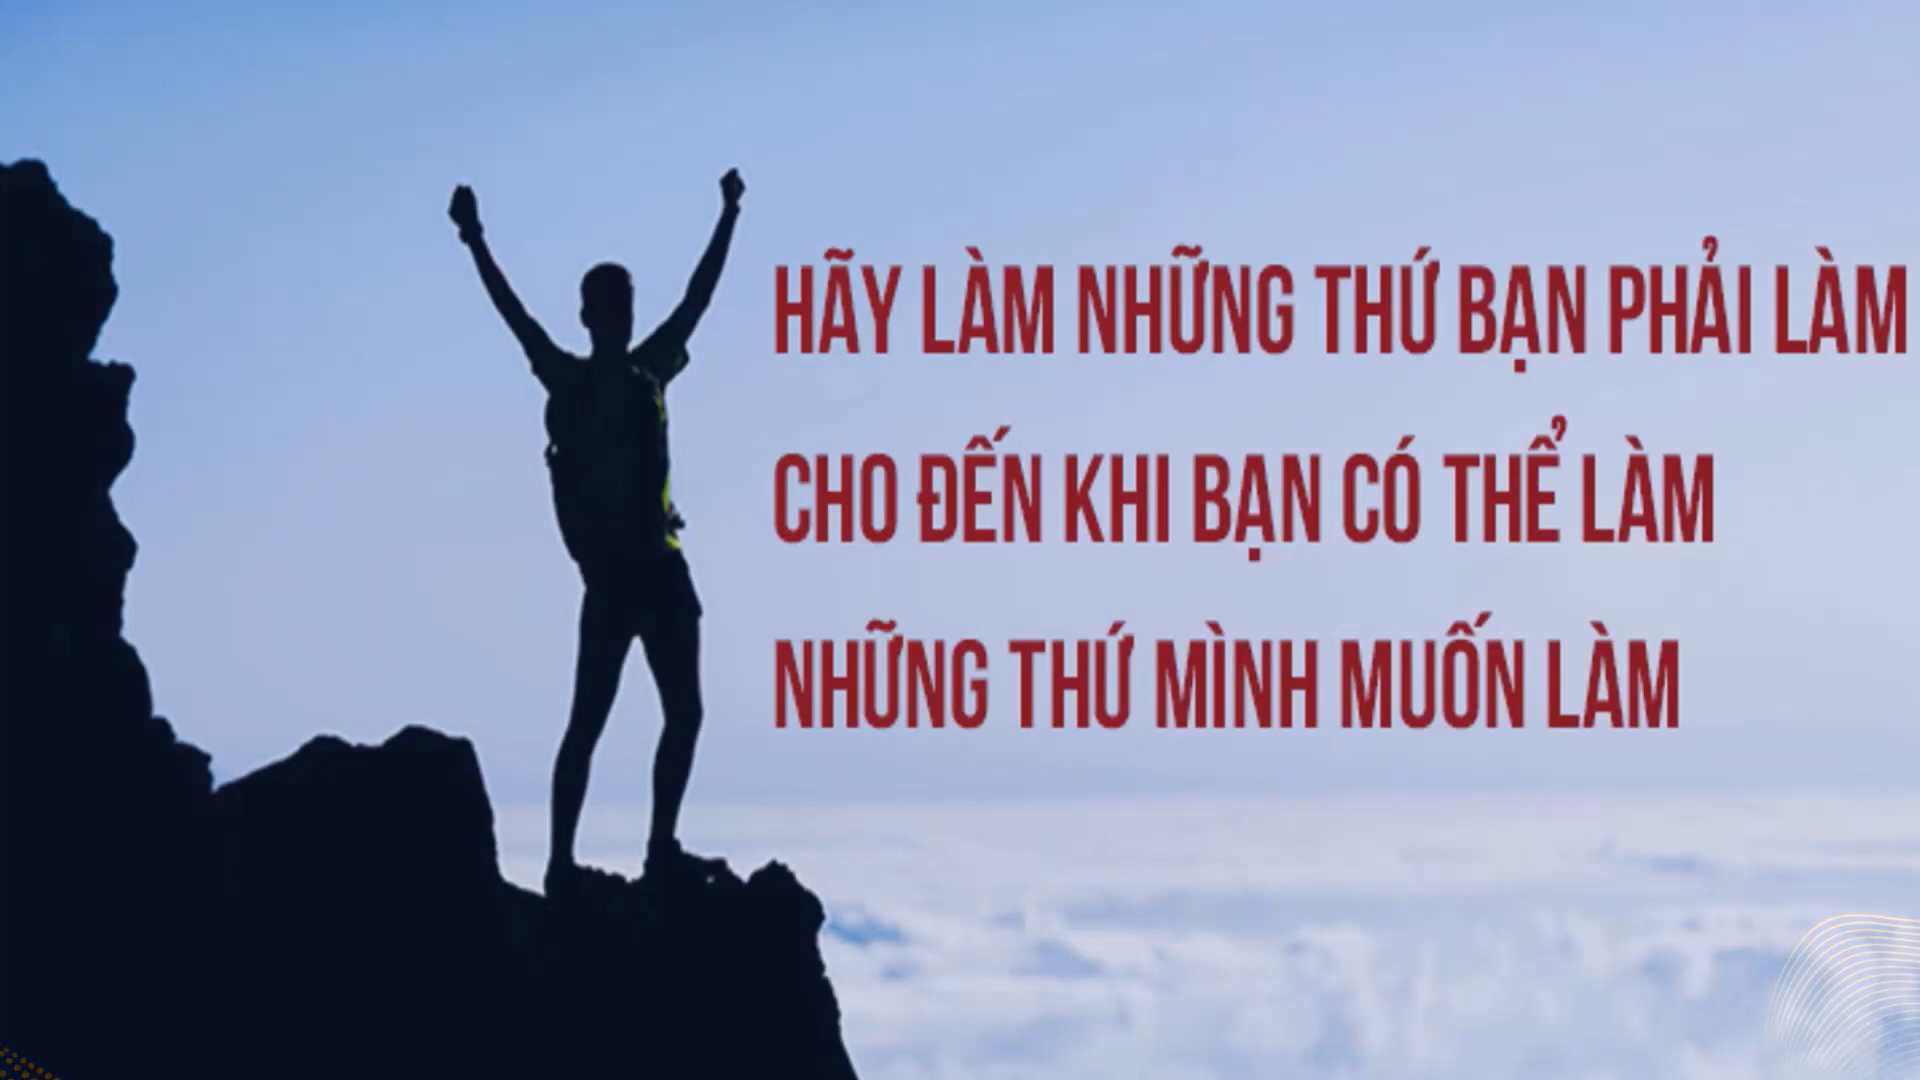 HÃY LÀM NHỮNG THỨ BẠN PHẢI LÀM
CHO ĐẾN KHI BẠN CÓ THỂ LÀM
NHỮNG THỨ MÌNH MUỐN LÀM